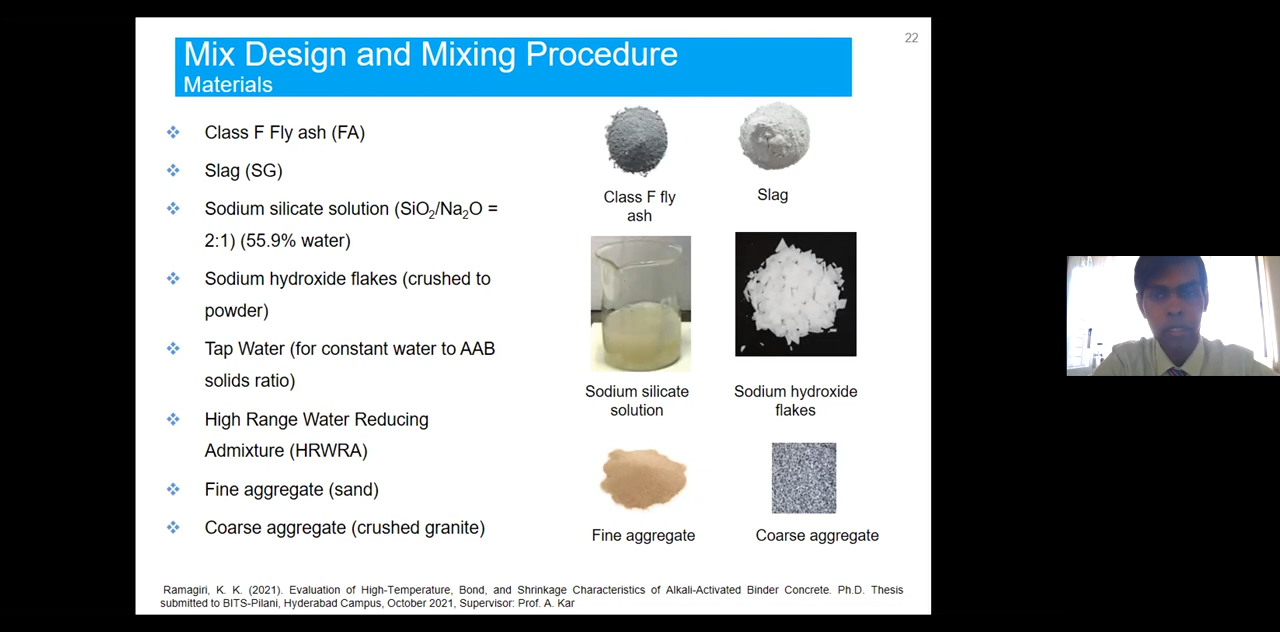 22
Mix Design and Mixing Procedure
Materials
Class F Fly ash (FA)
Slag (SG)
Sodium silicate solution (SiO₂/Na₂O =
2:1) (55.9% water)
Sodium hydroxide flakes (crushed to
powder)
Tap Water (for constant water to AAB
solids ratio)
High Range Water Reducing
Admixture (HRWRA)
Fine aggregate (sand)
Coarse aggregate (crushed granite)
Class F fly
ash
Slag
Sodium silicate
solution
Sodium hydroxide
flakes
Fine aggregate
Coarse aggregate
Ramagiri, K. K. (2021). Evaluation of High-Temperature, Bond, and Shrinkage Characteristics of Alkali-Activated Binder Concrete. Ph.D. Thesis
submitted to BITS-Pilani, Hyderabad Campus, October 2021, Supervisor: Prof. A. Kar